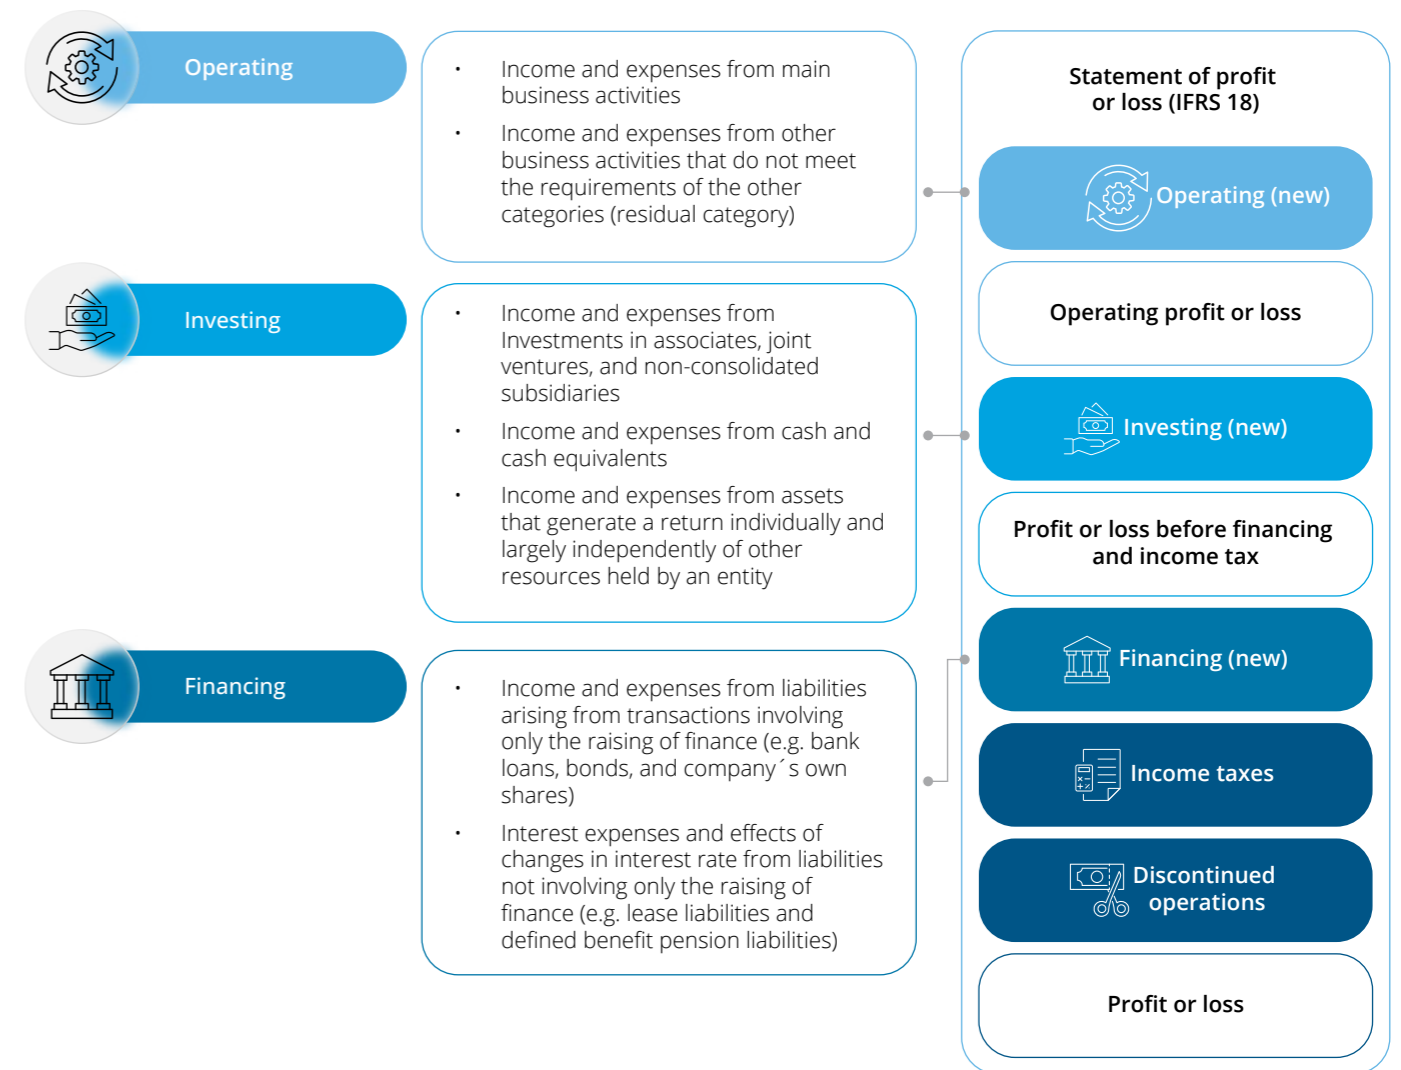 Operating
• Income and expenses from main
business activities
• Income and expenses from other
business activities that do not meet
the requirements of the other
categories (residual category)
Investing
• Income and expenses from
Investments in associates, joint
ventures, and non-consolidated
subsidiaries
• Income and expenses from cash and
cash equivalents
• Income and expenses from assets
that generate a return individually and
largely independently of other
resources held by an entity
Financing
• Income and expenses from liabilities
arising from transactions involving
only the raising of finance (e.g. bank
loans, bonds, and company´s own
shares)
• Interest expenses and effects of
changes in interest rate from liabilities
not involving only the raising of
finance (e.g. lease liabilities and
defined benefit pension liabilities)
Statement of profit
or loss (IFRS 18)
Operating (new)
Operating profit or loss
Investing (new)
Profit or loss before financing
and income tax
Financing (new)
Income taxes
Discontinued
operations
Profit or loss